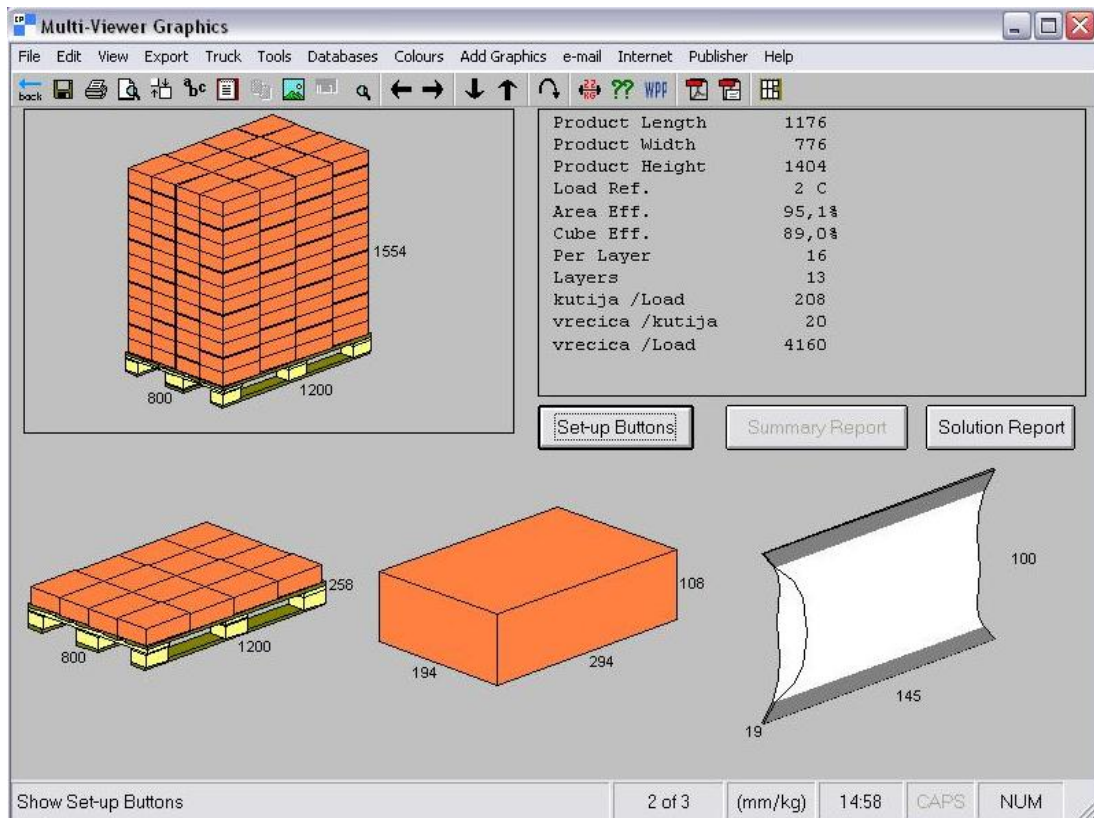 Multi-Viewer Graphics
File Edit View Export Truck Tools Databases Colours Add Graphics e-mail Internet Publisher Help
back abc ?? WPP
1554
800
1200
Product Length 1176
Product Width 776
Product Height 1404
Load Ref. 2 C
Area Eff. 95,1%
Cube Eff. 89,0%
Per Layer 16
Layers 13
kutija /Load 208
vrecica /kutija 20
vrecica /Load 4160
Set-up Buttons Summary Report Solution Report
258
800
1200
108
194
294
100
145
19
Show Set-up Buttons 2 of 3 (mm/kg) 14:58 CAPS NUM